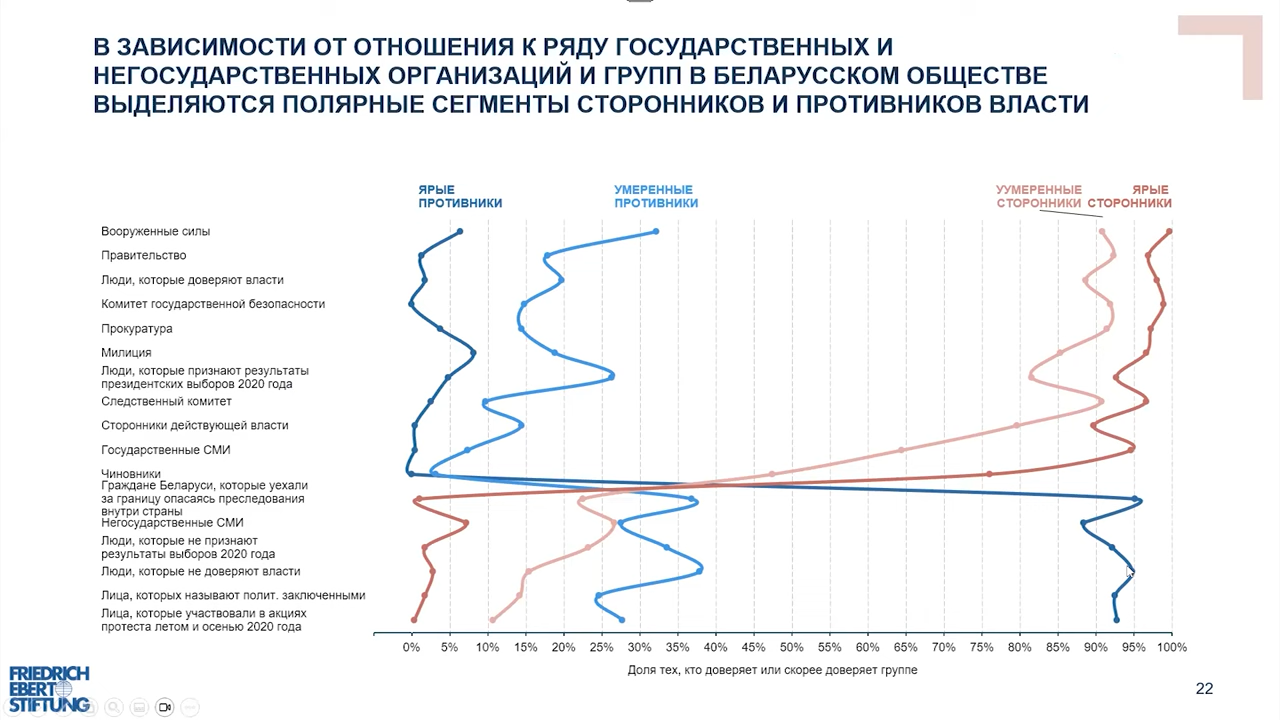 В ЗАВИСИМОСТИ ОТ ОТНОШЕНИЯ К РЯДУ ГОСУДАРСТВЕННЫХ И
НЕГОСУДАРСТВЕННЫХ ОРГАНИЗАЦИЙ И ГРУПП В БЕЛАРУССКОМ ОБЩЕСТВЕ
ВЫДЕЛЯЮТСЯ ПОЛЯРНЫЕ СЕГМЕНТЫ СТОРОННИКОВ И ПРОТИВНИКОВ ВЛАСТИ
ЯРЫЕ
ПРОТИВНИКИ
УМЕРЕННЫЕ
ПРОТИВНИКИ
УУМЕРЕННЫЕ
СТОРОННИКИ
ЯРЫЕ
СТОРОННИКИ
Вооруженные силы
Правительство
Люди, которые доверяют власти
Комитет государственной безопасности
Прокуратура
Милиция
Люди, которые признают результаты
президентских выборов 2020 года
Следственный комитет
Сторонники действующей власти
Государственные СМИ
Чиновники
Граждане Беларуси, которые уехали
за границу опасаясь преследования
внутри страны
Негосударственные СМИ
Люди, которые не признают
результаты выборов 2020 года
Люди, которые не доверяют власти
Лица, которых называют полит. заключенными
Лица, которые участвовали в акциях
протеста летом и осенью 2020 года
0% 5% 10% 15% 20% 25% 30% 35% 40% 45% 50% 55% 60% 65% 70% 75% 80% 85% 90% 95% 100%
Доля тех, кто доверяет или скорее доверяет группе
FRIEDRICH
EBERT
STIFTUNG
22